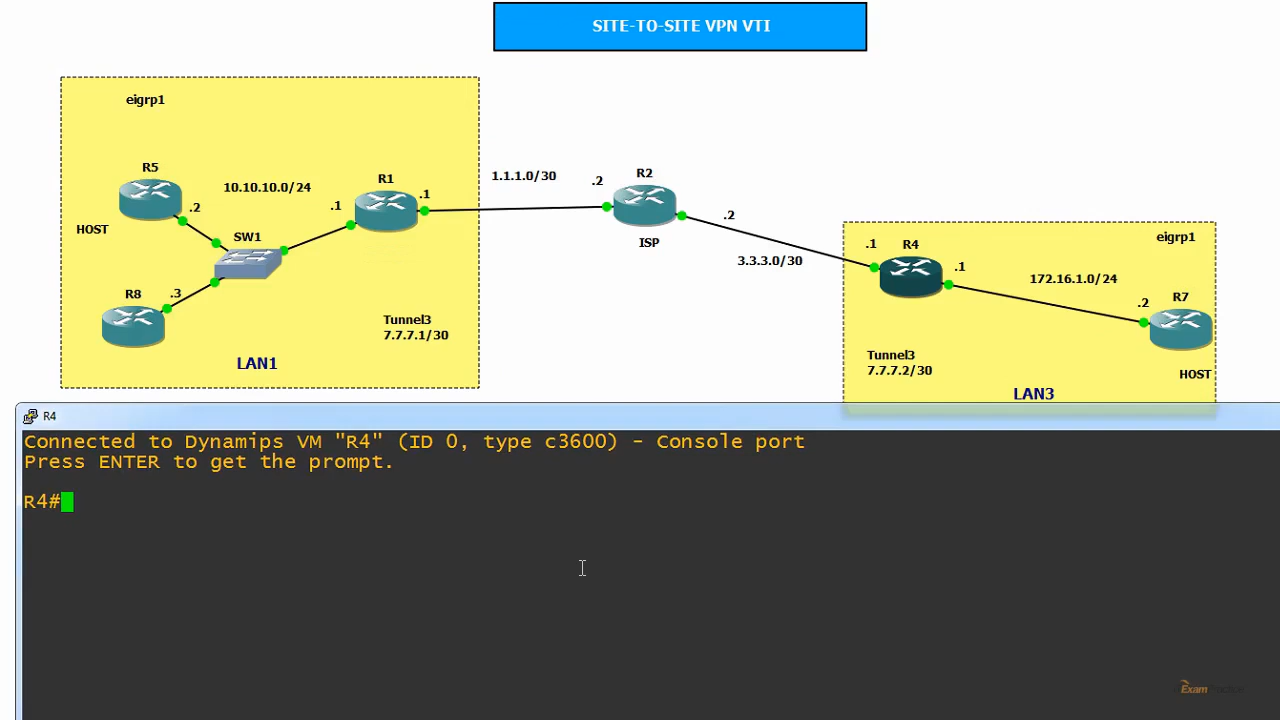 SITE-TO-SITE VPN VTI
eigrp1
R5
10.10.10.0/24
R1
.1
.1
.2
HOST
SW1
R8
.3
Tunnel3
7.7.7.1/30
LAN1
1.1.1.0/30
.2
R2
.2
ISP
3.3.3.0/30
eigrp1
.1
R4
.1
172.16.1.0/24
.2
R7
Tunnel3
7.7.7.2/30
HOST
LAN3
R4
Connected to Dynamips VM "R4" (ID 0, type c3600) - Console port
Press ENTER to get the prompt.
R4#
Exam